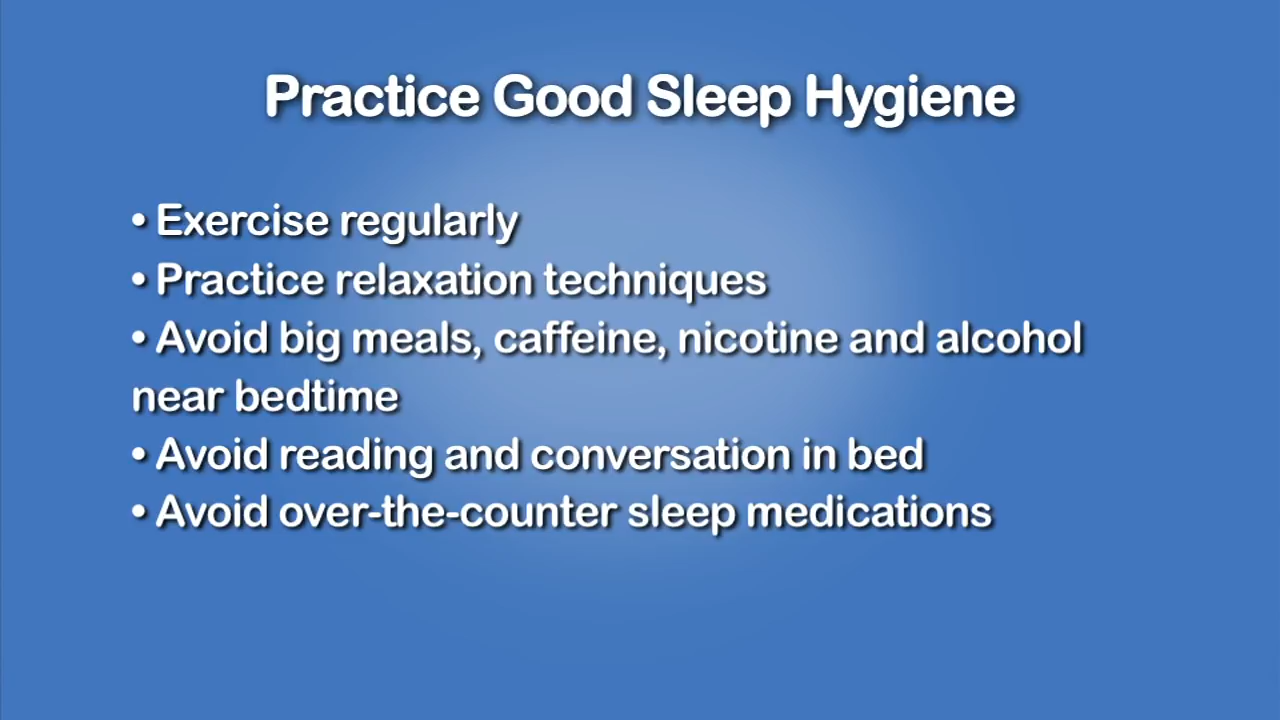 Practice Good Sleep Hygiene
• Exercise regularly
• Practice relaxation techniques
• Avoid big meals, caffeine, nicotine and alcohol
near bedtime
• Avoid reading and conversation in bed
• Avoid over-the-counter sleep medications